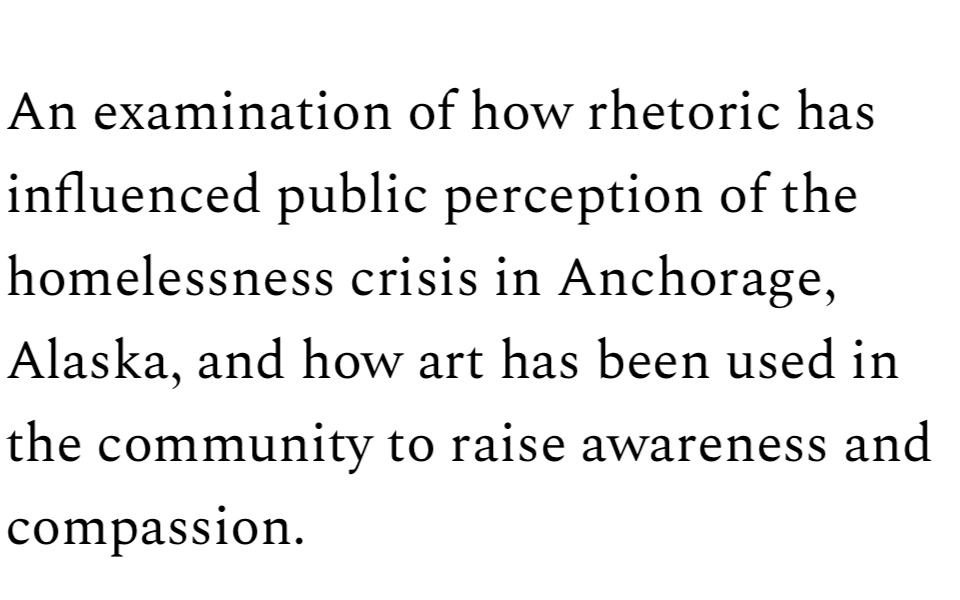 An examination of how rhetoric has
influenced public perception of the
homelessness crisis in Anchorage,
Alaska, and how art has been used in
the community to raise awareness and
compassion.